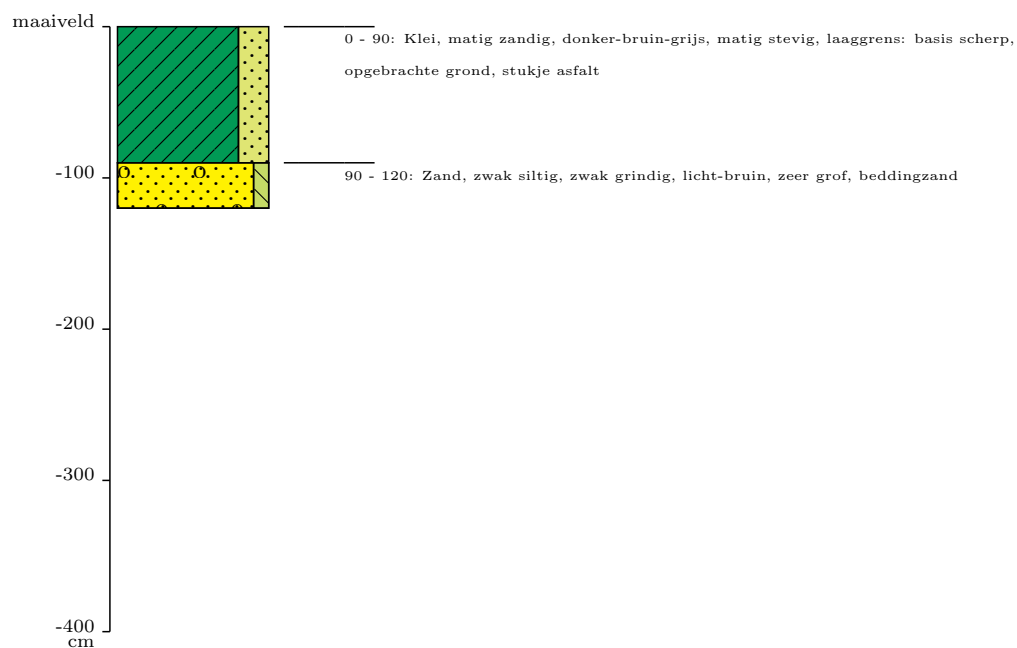 maaiveld
0 - 90: Klei, matig zandig, donker-bruin-grijs, matig stevig, laaggrens: basis scherp,
opgebrachte grond, stukje asfalt
-100
90 - 120: Zand, zwak siltig, zwak grindig, licht-bruin, zeer grof, beddingzand
-200
-300
-400
cm